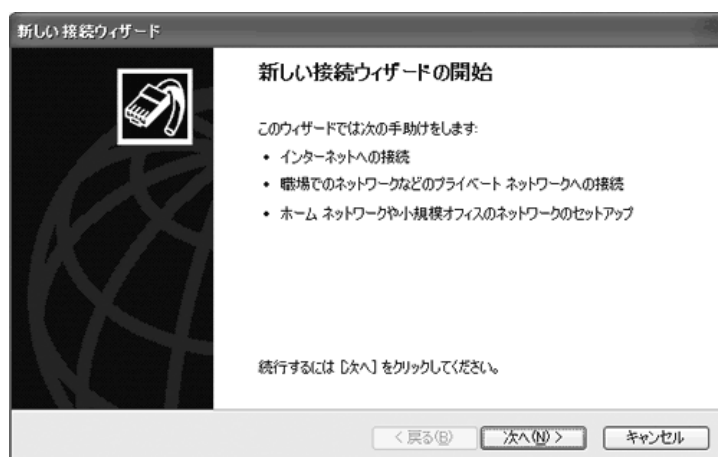 新しい接続ウィザード
新しい接続ウィザードの開始
このウィザードでは次の手助けをします:
• インターネットへの接続
• 職場でのネットワークなどのプライベート ネットワークへの接続
• ホーム ネットワークや小規模オフィスのネットワークのセットアップ
続行するには [次へ] をクリックしてください。
< 戻る(B) 次へ(N) > キャンセル